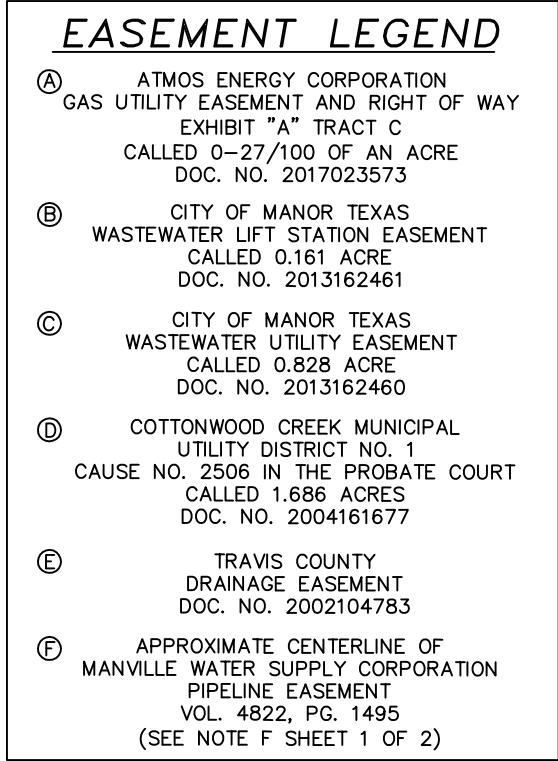 EASEMENT LEGEND
Ⓐ ATMOS ENERGY CORPORATION
GAS UTILITY EASEMENT AND RIGHT OF WAY
EXHIBIT "A" TRACT C
CALLED 0-27/100 OF AN ACRE
DOC. NO. 2017023573
Ⓑ CITY OF MANOR TEXAS
WASTEWATER LIFT STATION EASEMENT
CALLED 0.161 ACRE
DOC. NO. 2013162461
Ⓒ CITY OF MANOR TEXAS
WASTEWATER UTILITY EASEMENT
CALLED 0.828 ACRE
DOC. NO. 2013162460
Ⓓ COTTONWOOD CREEK MUNICIPAL
UTILITY DISTRICT NO. 1
CAUSE NO. 2506 IN THE PROBATE COURT
CALLED 1.686 ACRES
DOC. NO. 2004161677
Ⓔ TRAVIS COUNTY
DRAINAGE EASEMENT
DOC. NO. 2002104783
Ⓕ APPROXIMATE CENTERLINE OF
MANVILLE WATER SUPPLY CORPORATION
PIPELINE EASEMENT
VOL. 4822, PG. 1495
(SEE NOTE F SHEET 1 OF 2)